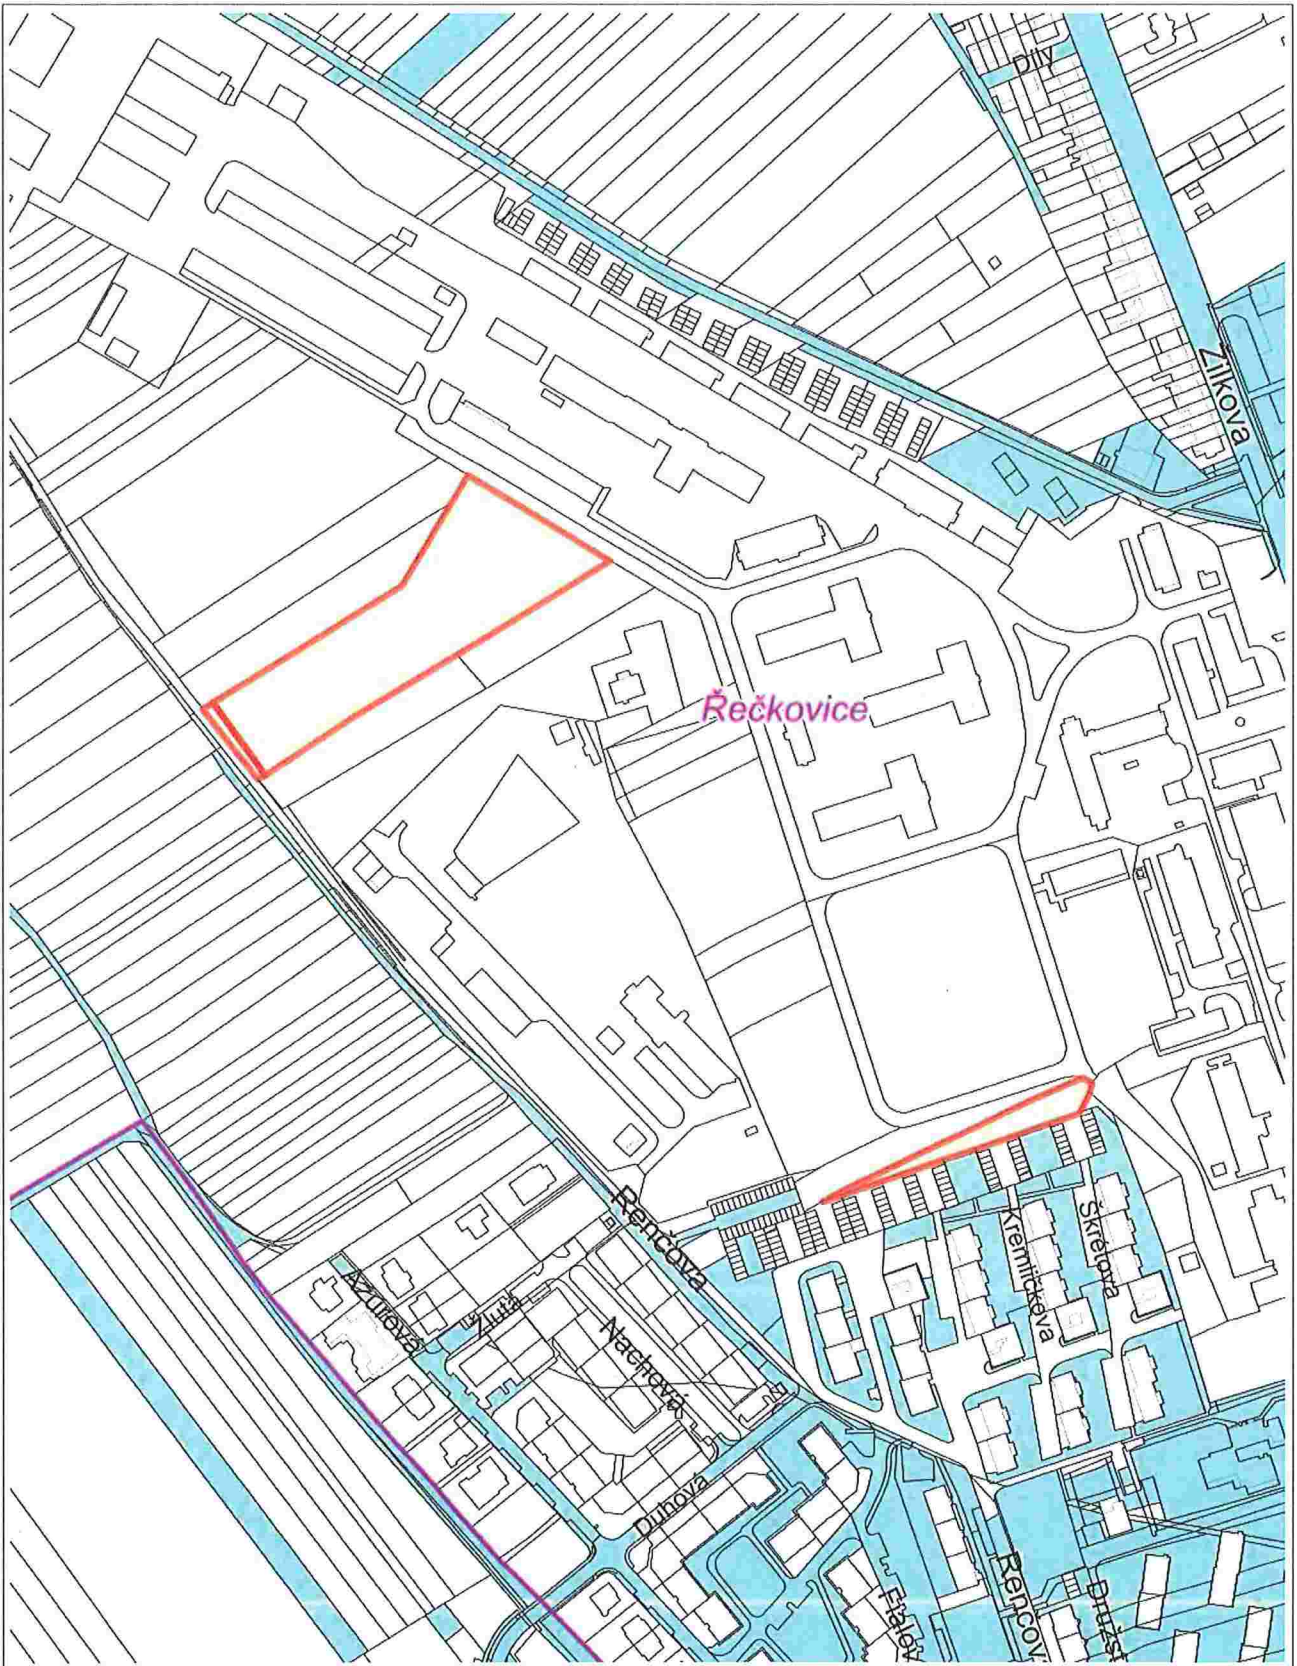 Díly
Žilkova
Řečkovice
Renčova
Škrétova
Kremličkova
Azurová
Žlutá
Nachová
Duhová
Fialov
Renčov
Družst